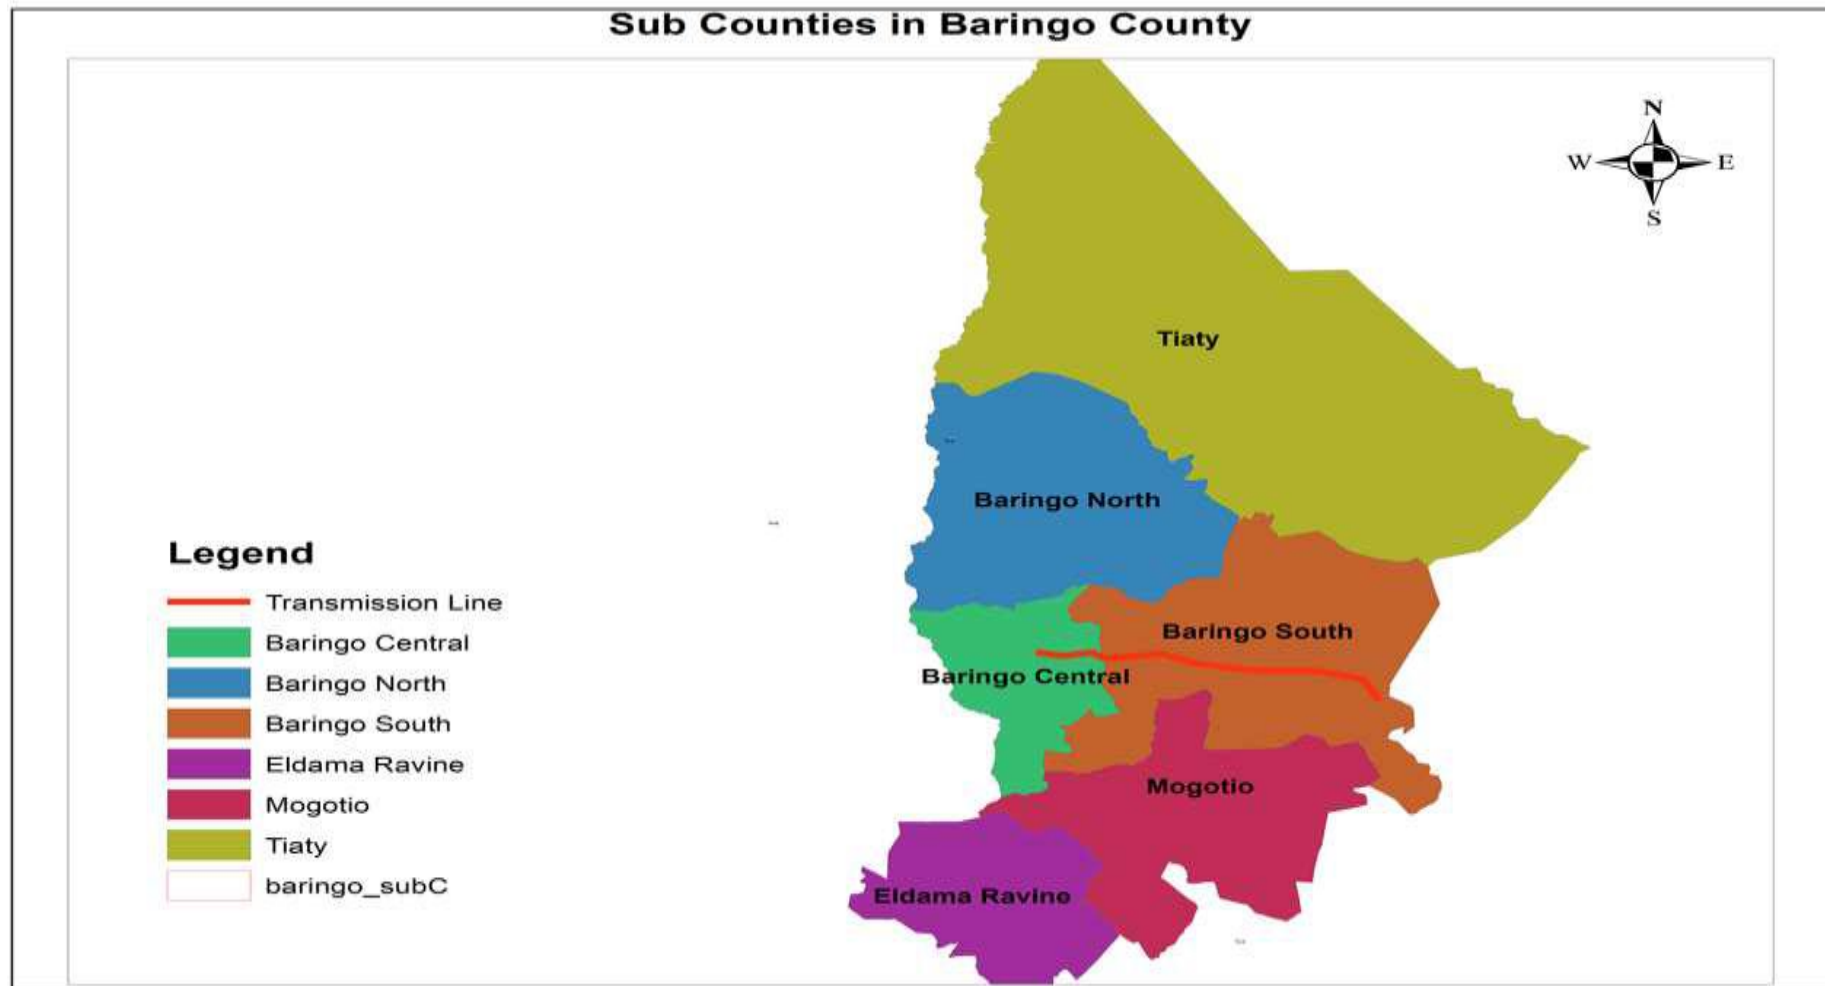 Sub Counties in Baringo County
N
W E
S
Tiaty
Baringo North
Baringo South
Baringo Central
Mogotio
Eldama Ravine
Legend
Transmission Line
Baringo Central
Baringo North
Baringo South
Eldama Ravine
Mogotio
Tiaty
baringo_subC